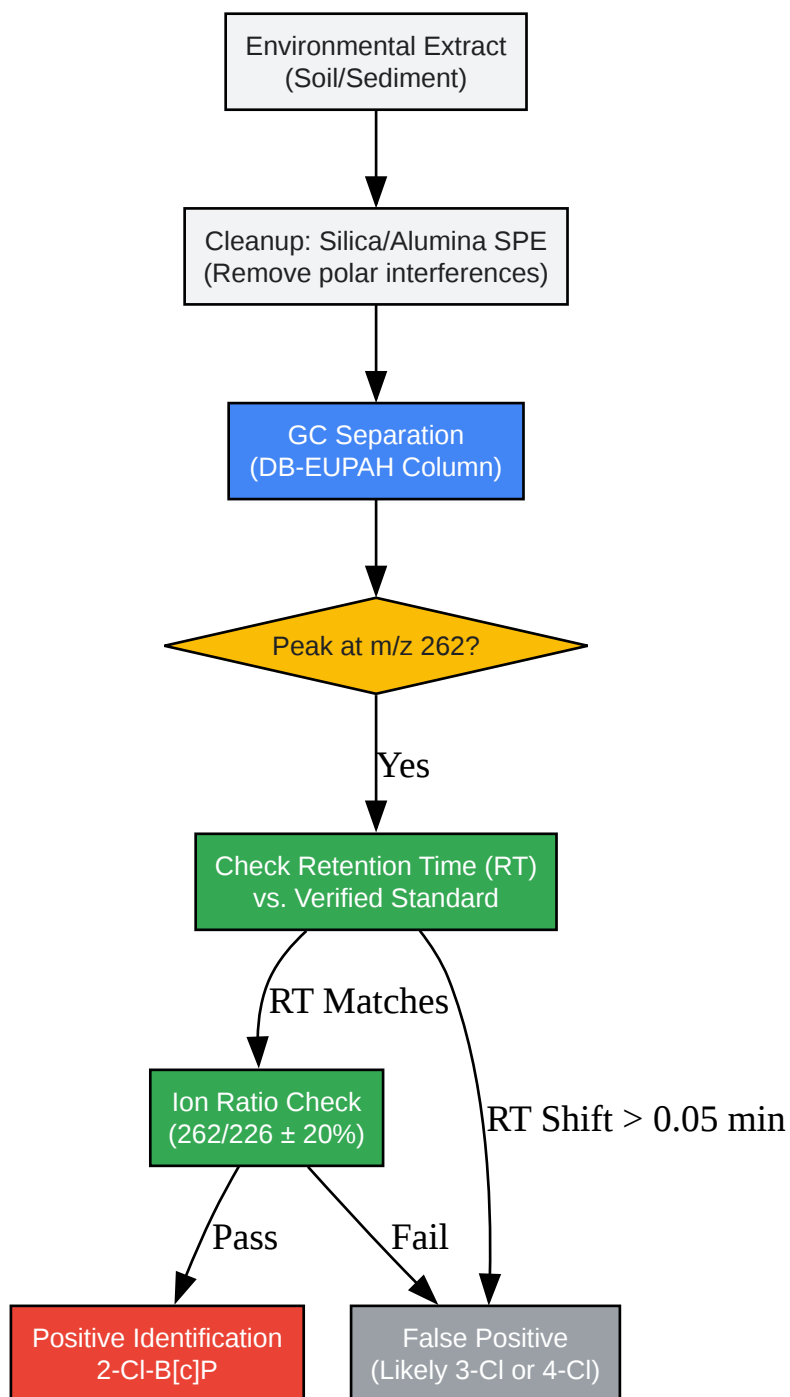 Environmental Extract
(Soil/Sediment)
Cleanup: Silica/Alumina SPE
(Remove polar interferences)
GC Separation
(DB-EUPAH Column)
Peak at m/z 262?
Yes
Check Retention Time (RT)
vs. Verified Standard
RT Matches
Ion Ratio Check
(262/226 ± 20%)
RT Shift > 0.05 min
Pass
Fail
Positive Identification
2-Cl-B[c]P
False Positive
(Likely 3-Cl or 4-Cl)